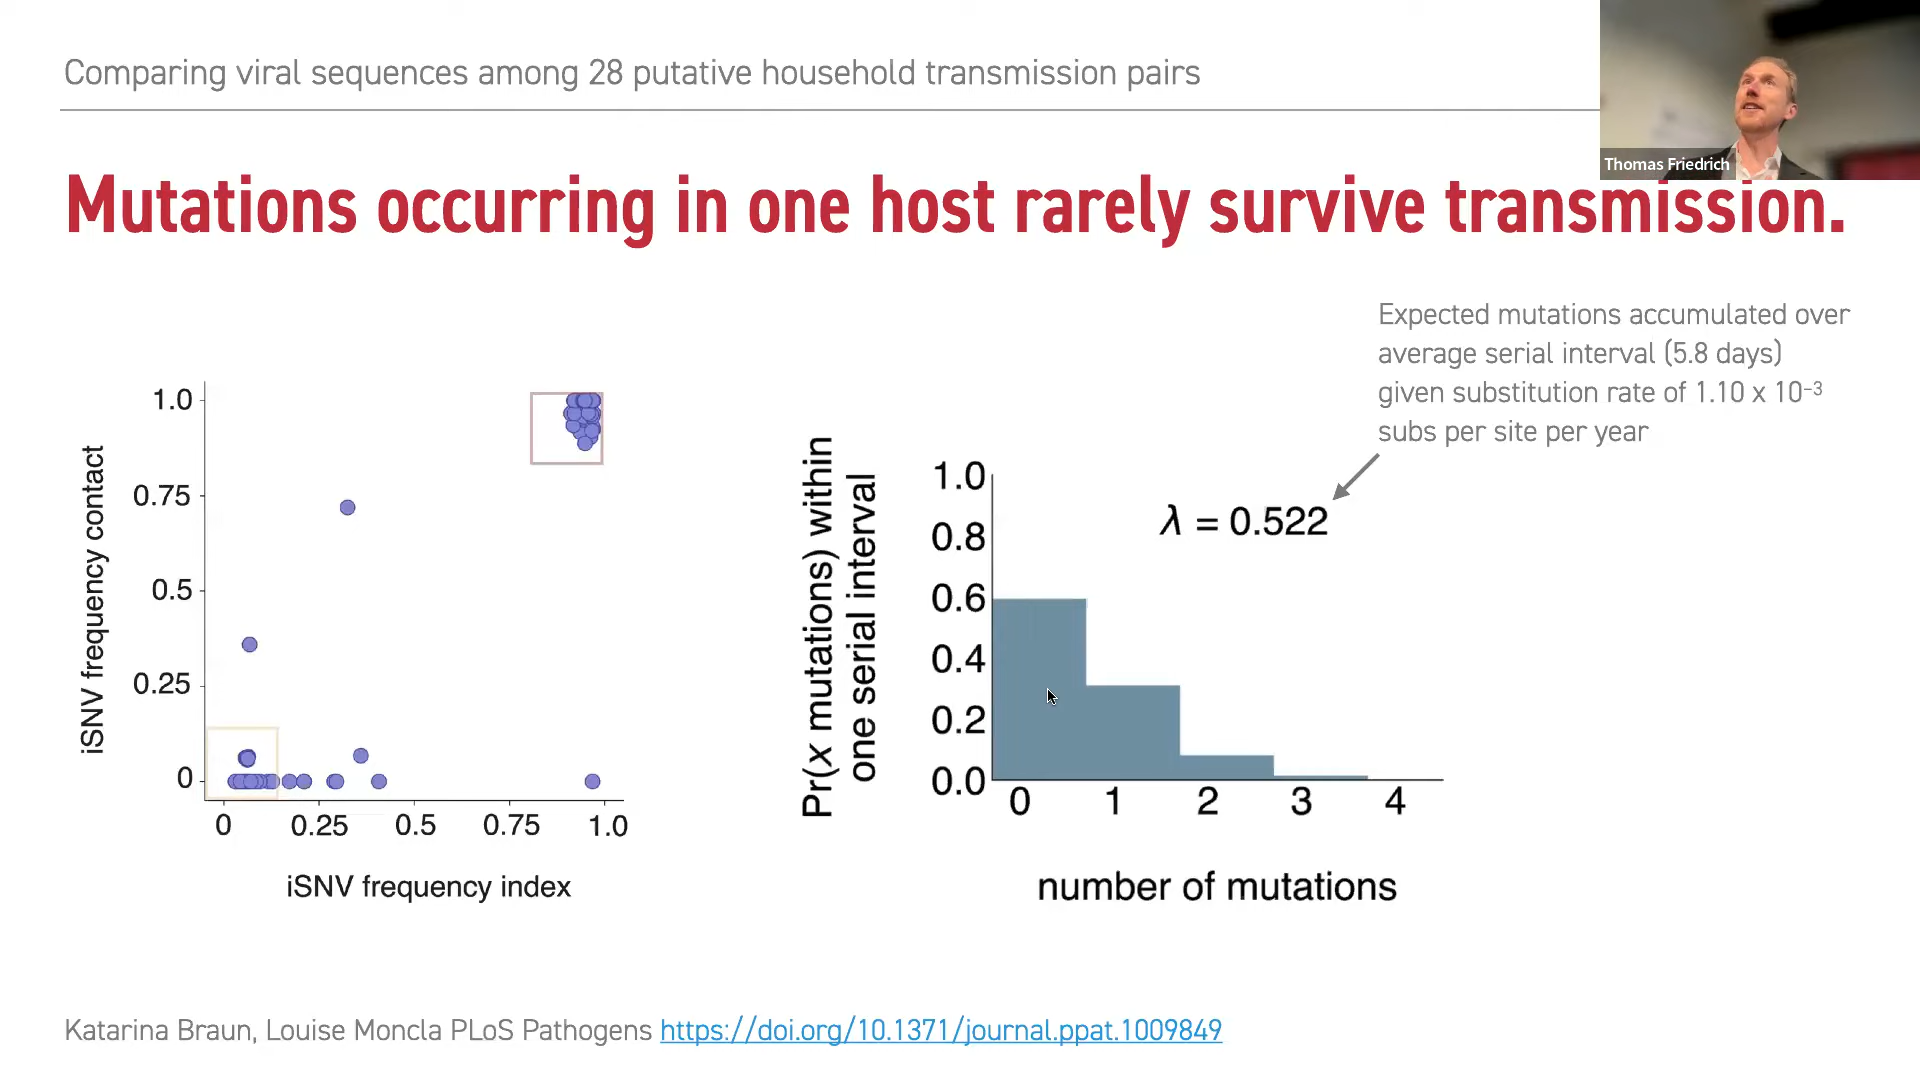 Comparing viral sequences among 28 putative household transmission pairs
Thomas Friedrich
Mutations occurring in one host rarely survive transmission.
Expected mutations accumulated over
average serial interval (5.8 days)
given substitution rate of 1.10 x 10⁻³
subs per site per year
iSNV frequency contact
1.0
0.75
0.5
0.25
0
0
0.25
0.5
0.75
1.0
iSNV frequency index
Pr(x mutations) within
one serial interval
1.0
0.8
0.6
0.4
0.2
0.0
λ = 0.522
0
1
2
3
4
number of mutations
Katarina Braun, Louise Moncla PLoS Pathogens https://doi.org/10.1371/journal.ppat.1009849